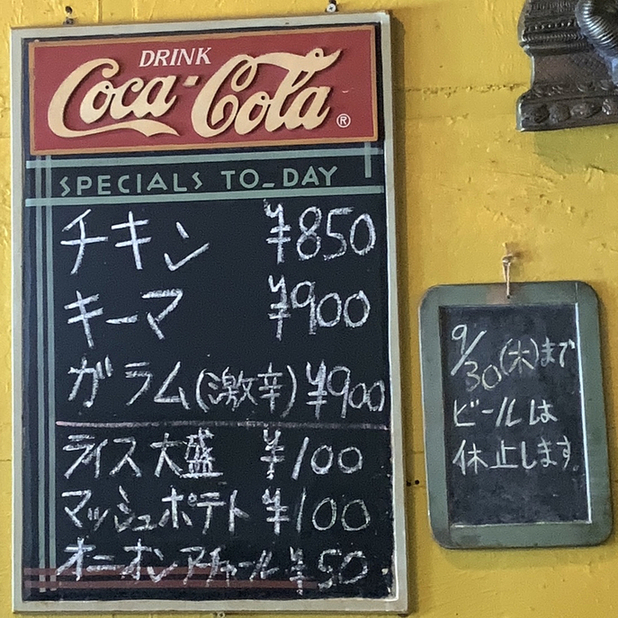 DRINK
Coca-Cola®
SPECIALS TO-DAY
チキン ¥850
キーマ ¥900
ガラム(激辛) ¥900
ライス大盛 ¥100
マッシュポテト ¥100
オニオンアチャール ¥50
9/30(木)まで
ビールは
休止します。